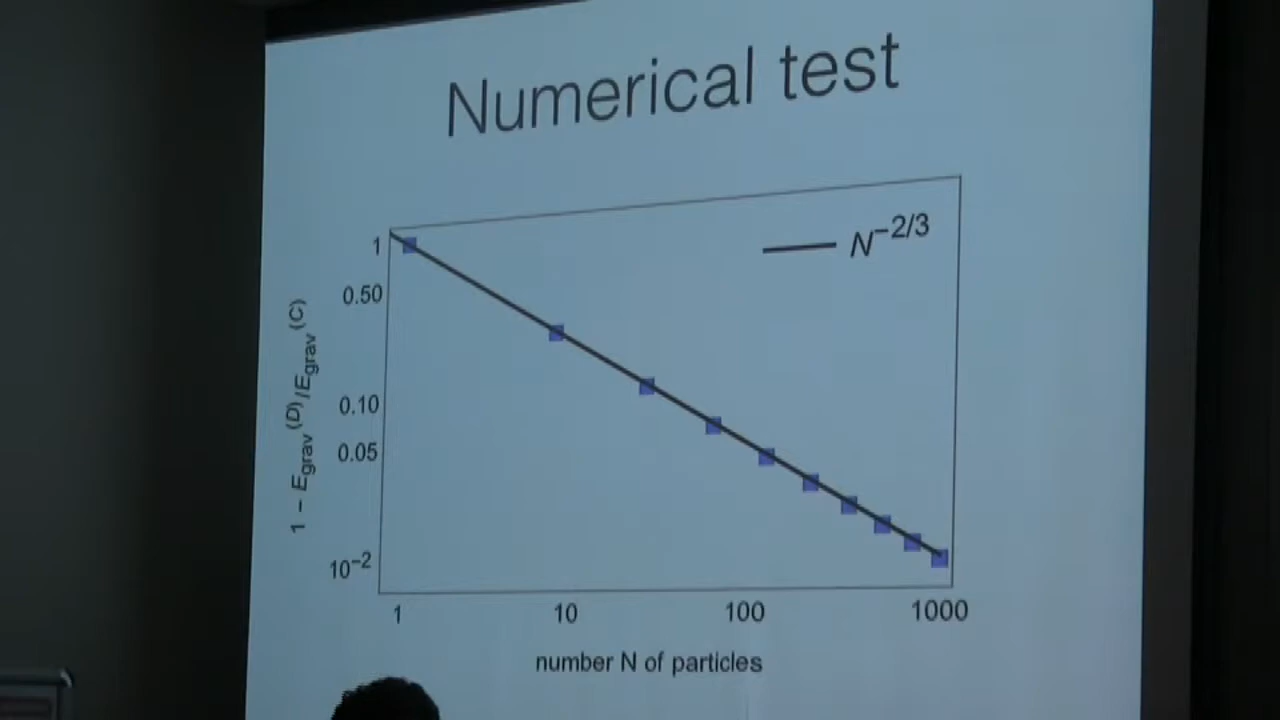 Numerical test
N^−2/3
1
0.50
0.10
0.05
10^−2
1 − E_grav^(D)/E_grav^(C)
1 10 100 1000
number N of particles